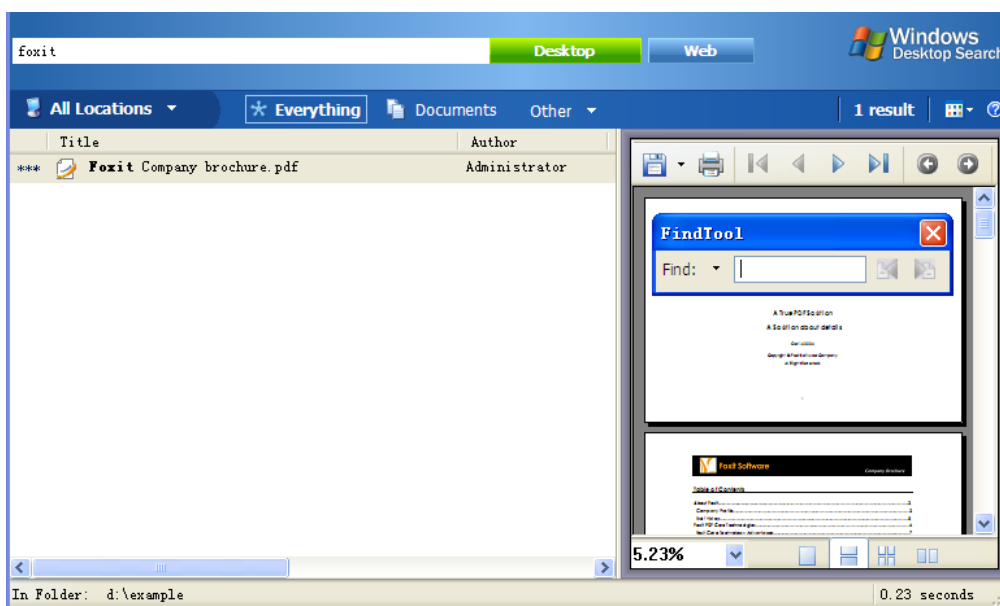 foxit
Desktop
Web
Windows
Desktop Search
All Locations
Everything
Documents
Other
1 result
Title
Author
*** Foxit Company brochure.pdf
Administrator
FindTool
Find:
A True PDF Solution
A Solution about details
Foxit Software
Company Brochure
Table of Contents
5.23%
In Folder: d:\example
0.23 seconds